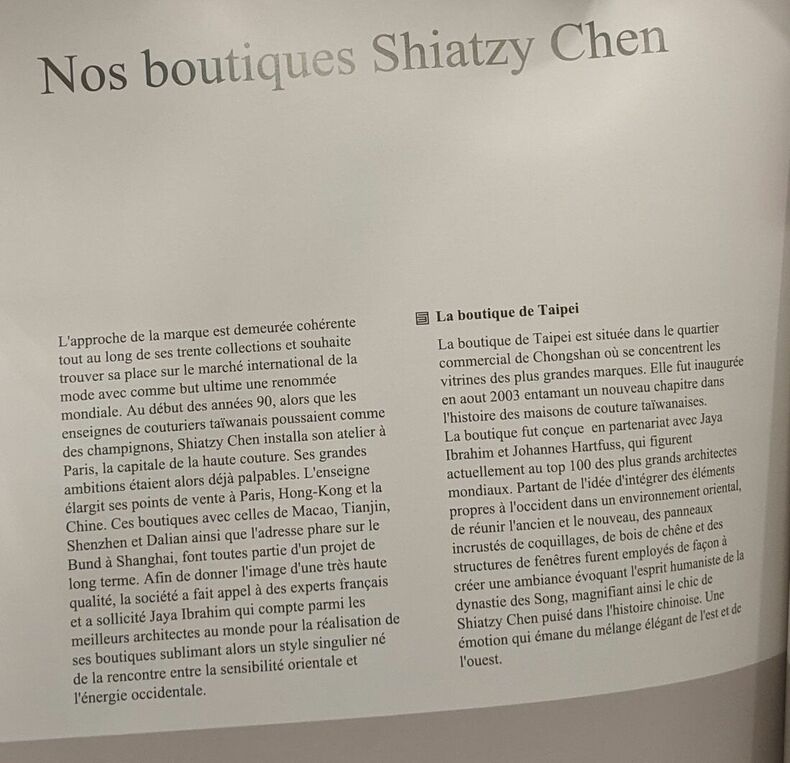 Nos boutiques Shiatzy Chen
L'approche de la marque est demeurée cohérente
tout au long de ses trente collections et souhaite
trouver sa place sur le marché international de la
mode avec comme but ultime une renommée
mondiale. Au début des années 90, alors que les
enseignes de couturiers taïwanais poussaient comme
des champignons, Shiatzy Chen installa son atelier à
Paris, la capitale de la haute couture. Ses grandes
ambitions étaient alors déjà palpables. L'enseigne
élargit ses points de vente à Paris, Hong-Kong et la
Chine. Ces boutiques avec celles de Macao, Tianjin,
Shenzhen et Dalian ainsi que l'adresse phare sur le
Bund à Shanghai, font toutes partie d'un projet de
long terme. Afin de donner l'image d'une très haute
qualité, la société a fait appel à des experts français
et a sollicité Jaya Ibrahim qui compte parmi les
meilleurs architectes au monde pour la réalisation de
ses boutiques sublimant alors un style singulier né
de la rencontre entre la sensibilité orientale et
l'énergie occidentale.
La boutique de Taipei
La boutique de Taipei est située dans le quartier
commercial de Chongshan où se concentrent les
vitrines des plus grandes marques. Elle fut inaugurée
en aout 2003 entamant un nouveau chapitre dans
l'histoire des maisons de couture taïwanaises.
La boutique fut conçue en partenariat avec Jaya
Ibrahim et Johannes Hartfuss, qui figurent
actuellement au top 100 des plus grands architectes
mondiaux. Partant de l'idée d'intégrer des éléments
propres à l'occident dans un environnement oriental,
de réunir l'ancien et le nouveau, des panneaux
incrustés de coquillages, de bois de chêne et des
structures de fenêtres furent employés de façon à
créer une ambiance évoquant l'esprit humaniste de la
dynastie des Song, magnifiant ainsi le chic de
Shiatzy Chen puisé dans l'histoire chinoise. Une
émotion qui émane du mélange élégant de l'est et de
l'ouest.